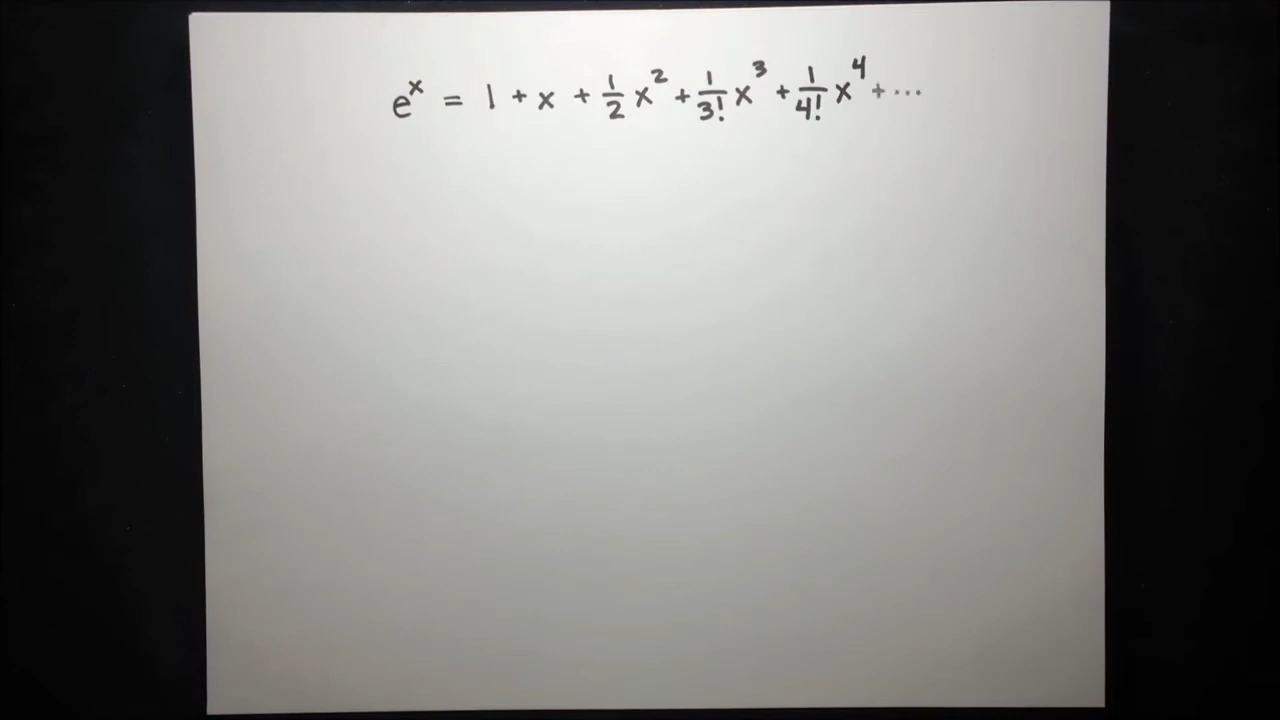 e^x = 1 + x + 1/2 x^2 + 1/3! x^3 + 1/4! x^4 + ...